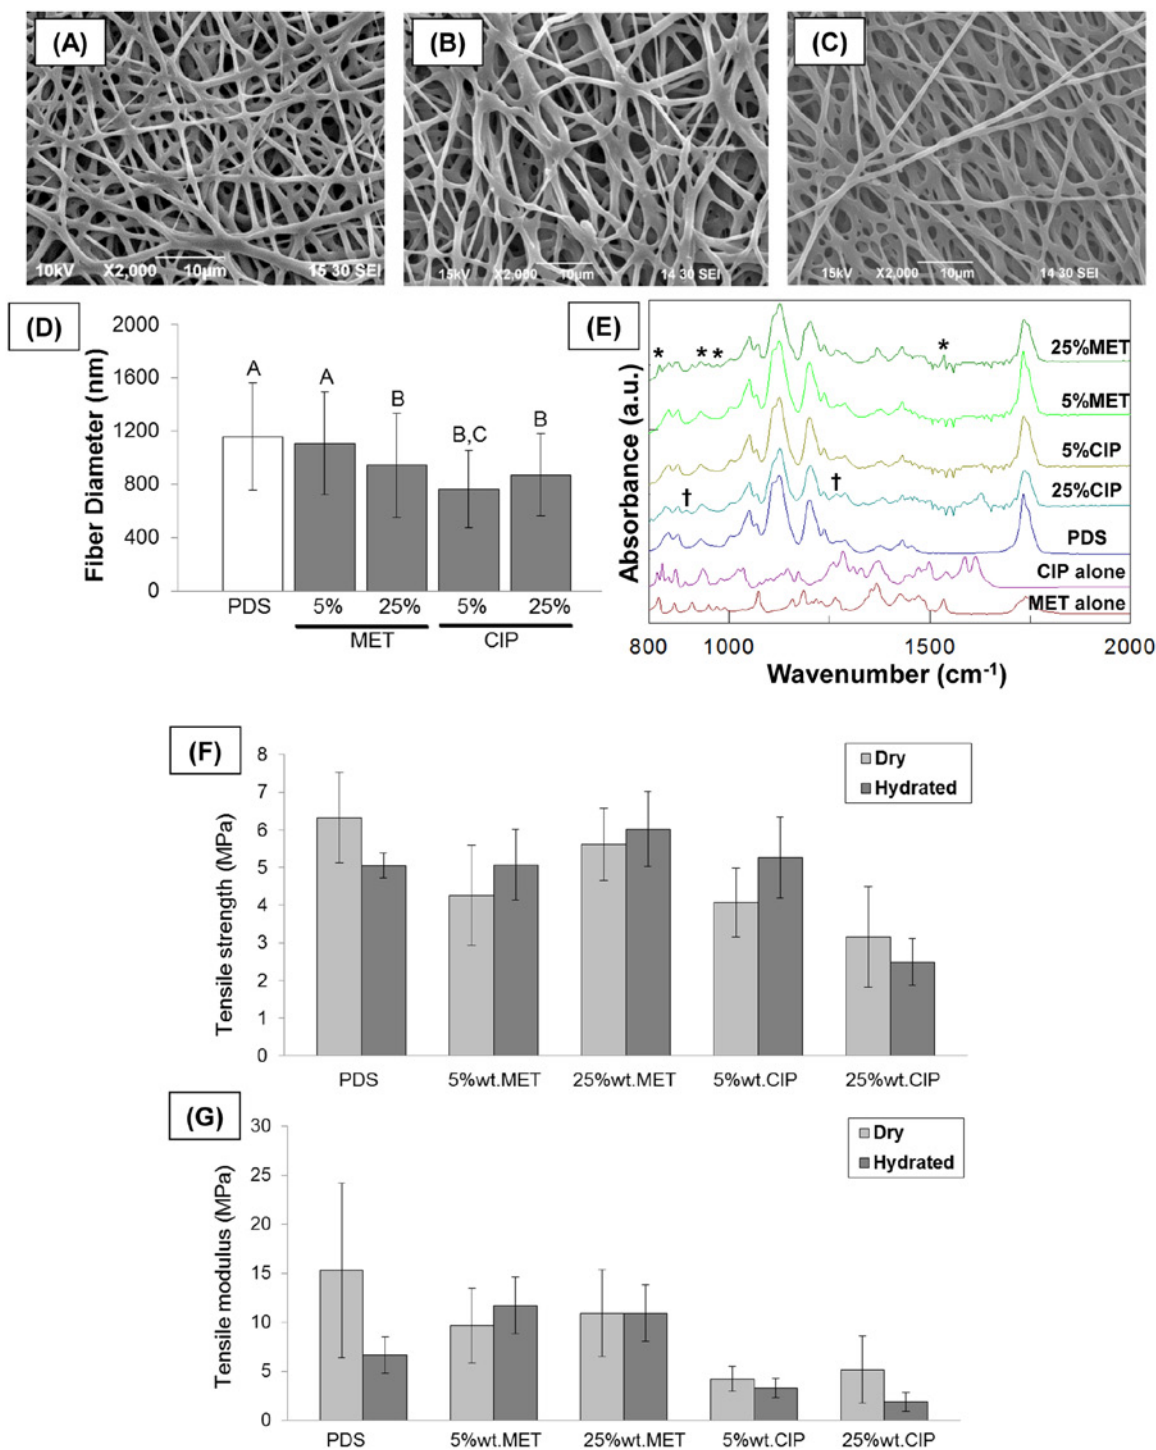 (A)
10kV X2,000 10µm 15 30 SEI
(B)
15kV X2,000 10µm 14 30 SEI
(C)
15kV X2,000 10µm 14 30 SEI
(D)
Fiber Diameter (nm)
2000
1600
1200
800
400
0
A
A
B
B,C
B
PDS 5% 25% 5% 25%
MET CIP
(E)
Absorbance (a.u.)
* * * *
25%MET
5%MET
5%CIP
† †
25%CIP
PDS
CIP alone
MET alone
800 1000 1500 2000
Wavenumber (cm⁻¹)
(F)
Tensile strength (MPa)
8
7
6
5
4
3
2
1
0
Dry
Hydrated
PDS 5%wt.MET 25%wt.MET 5%wt.CIP 25%wt.CIP
(G)
Tensile modulus (MPa)
30
25
20
15
10
5
0
Dry
Hydrated
PDS 5%wt.MET 25%wt.MET 5%wt.CIP 25%wt.CIP